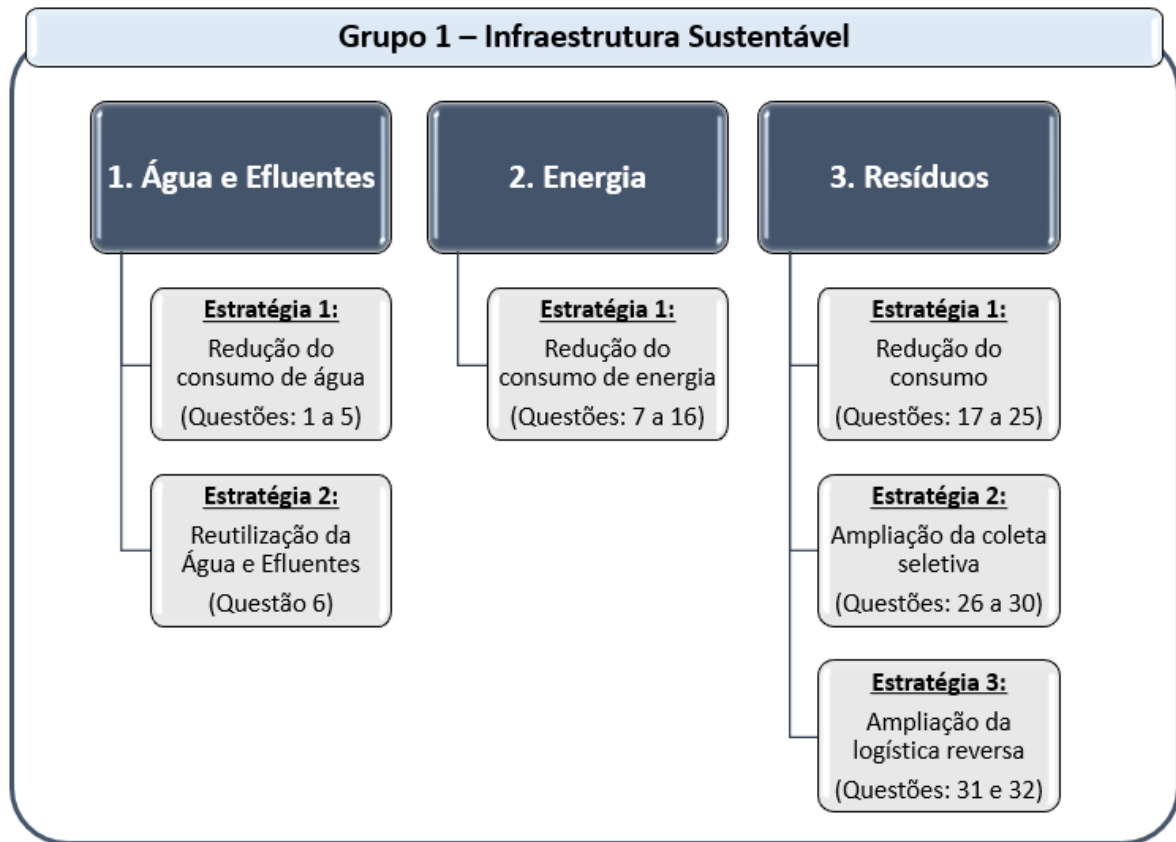 Grupo 1 – Infraestrutura Sustentável
1. Água e Efluentes
Estratégia 1:
Redução do
consumo de água
(Questões: 1 a 5)
Estratégia 2:
Reutilização da
Água e Efluentes
(Questão 6)
2. Energia
Estratégia 1:
Redução do
consumo de energia
(Questões: 7 a 16)
3. Resíduos
Estratégia 1:
Redução do
consumo
(Questões: 17 a 25)
Estratégia 2:
Ampliação da coleta
seletiva
(Questões: 26 a 30)
Estratégia 3:
Ampliação da
logística reversa
(Questões: 31 e 32)